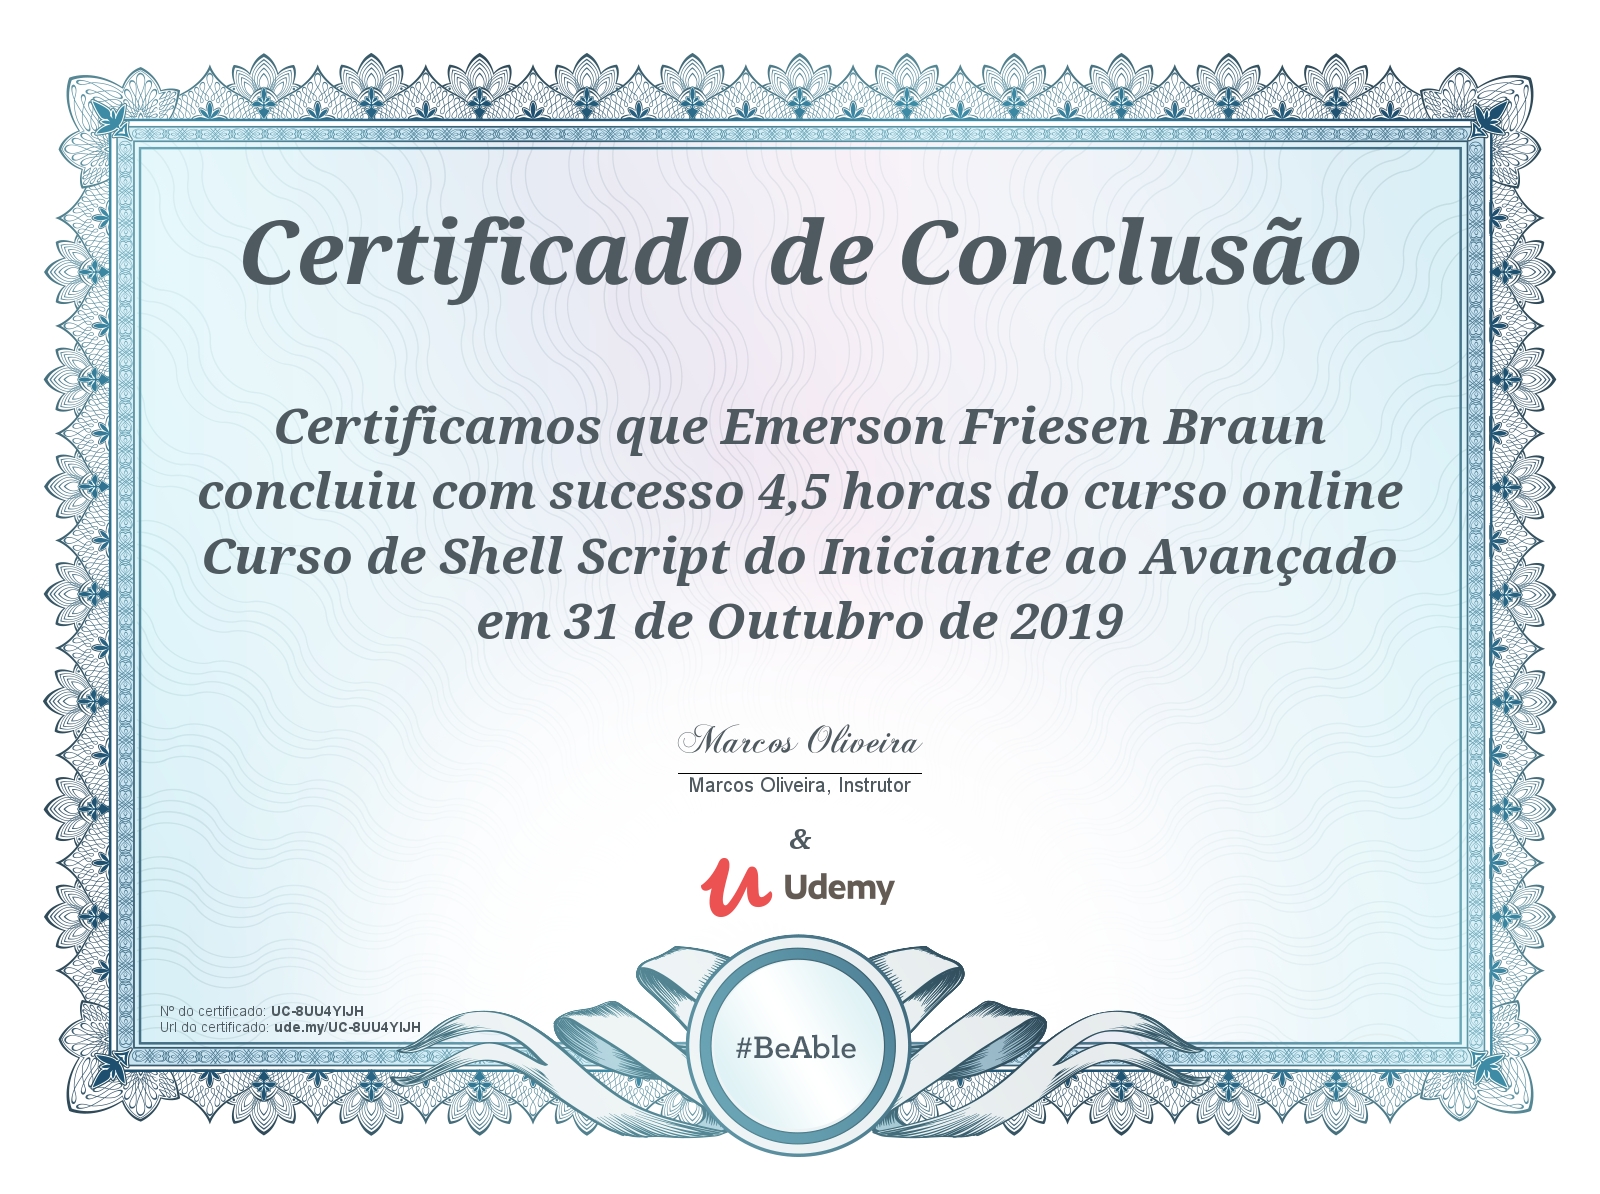 Certificado de Conclusão
Certificamos que Emerson Friesen Braun
concluiu com sucesso 4,5 horas do curso online
Curso de Shell Script do Iniciante ao Avançado
em 31 de Outubro de 2019
Marcos Oliveira
Marcos Oliveira, Instrutor
&
Udemy
Nº do certificado: UC-8UU4YIJH
Url do certificado: ude.my/UC-8UU4YIJH
#BeAble